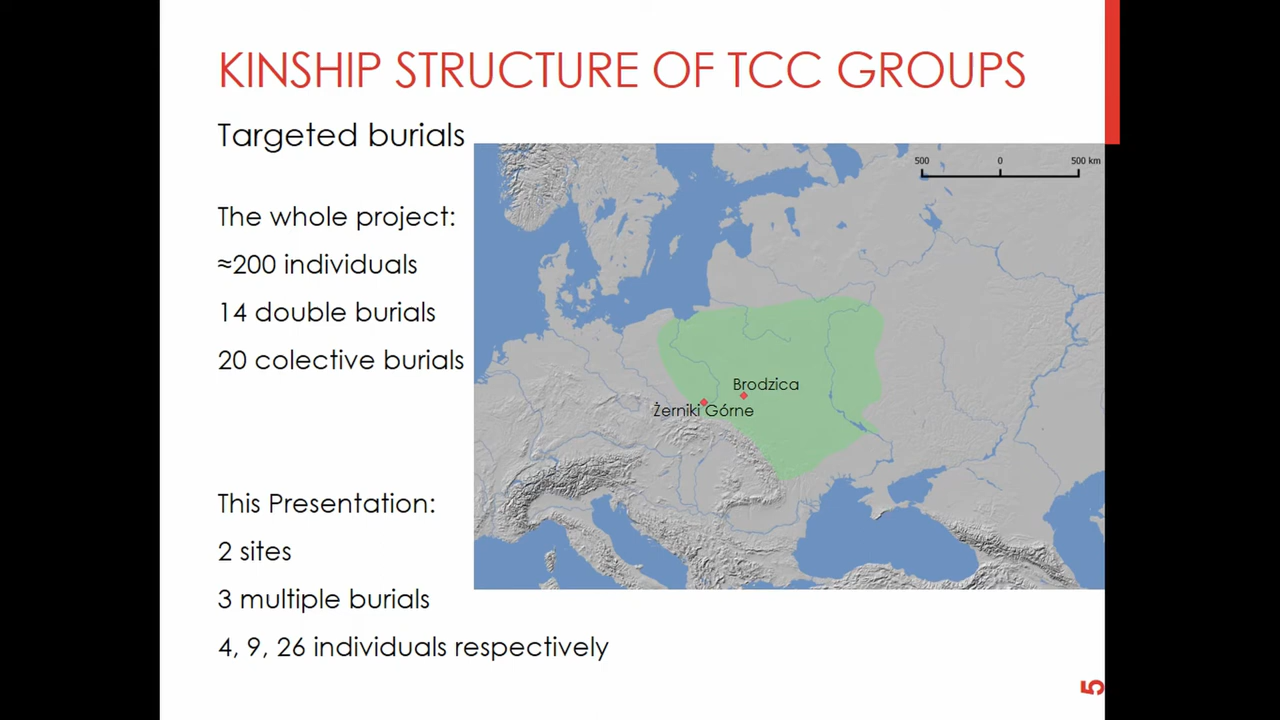 KINSHIP STRUCTURE OF TCC GROUPS
Targeted burials
The whole project:
≈200 individuals
14 double burials
20 colective burials
This Presentation:
2 sites
3 multiple burials
4, 9, 26 individuals respectively
500 0 500 km
Brodzica
Żerniki Górne
5